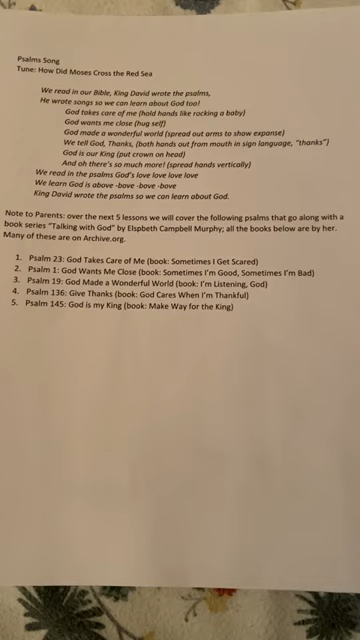 Psalms Song
Tune: How Did Moses Cross the Red Sea
We read in our Bible, King David wrote the psalms,
He wrote songs so we can learn about God too!
God takes care of me (hold hands like rocking a baby)
God wants me close (hug self)
God made a wonderful world (spread out arms to show expanse)
We tell God, Thanks, (both hands out from mouth in sign language, "thanks")
God is our King (put crown on head)
And oh there's so much more! (spread hands vertically)
We read in the psalms God's love love love love
We learn God is above -bove -bove -bove
King David wrote the psalms so we can learn about God.
Note to Parents: over the next 5 lessons we will cover the following psalms that go along with a
book series "Talking with God" by Elspbeth Campbell Murphy; all the books below are by her.
Many of these are on Archive.org.
1. Psalm 23: God Takes Care of Me (book: Sometimes I Get Scared)
2. Psalm 1: God Wants Me Close (book: Sometimes I'm Good, Sometimes I'm Bad)
3. Psalm 19: God Made a Wonderful World (book: I'm Listening, God)
4. Psalm 136: Give Thanks (book: God Cares When I'm Thankful)
5. Psalm 145: God is my King (book: Make Way for the King)